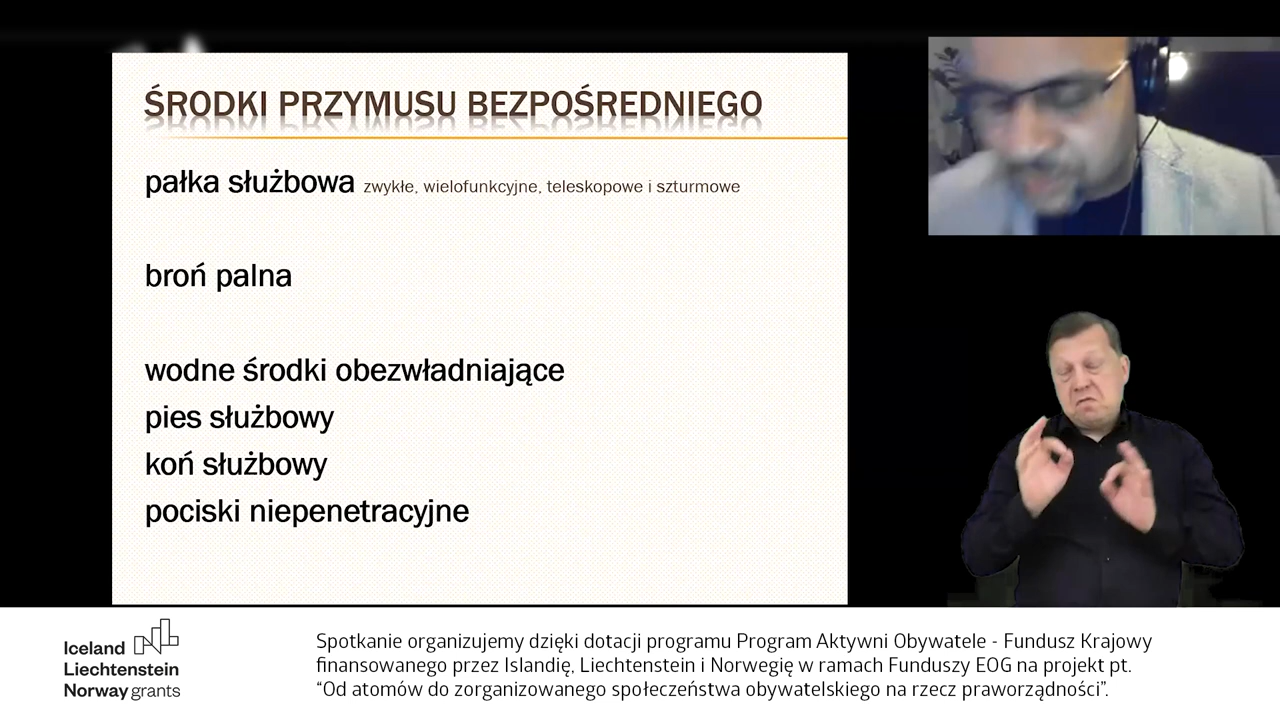 ŚRODKI PRZYMUSU BEZPOŚREDNIEGO
pałka służbowa zwykłe, wielofunkcyjne, teleskopowe i szturmowe
broń palna
wodne środki obezwładniające
pies służbowy
koń służbowy
pociski niepenetracyjne
Iceland
Liechtenstein
Norway grants
Spotkanie organizujemy dzięki dotacji programu Program Aktywni Obywatele - Fundusz Krajowy
finansowanego przez Islandię, Liechtenstein i Norwegię w ramach Funduszy EOG na projekt pt.
“Od atomów do zorganizowanego społeczeństwa obywatelskiego na rzecz praworządności”.